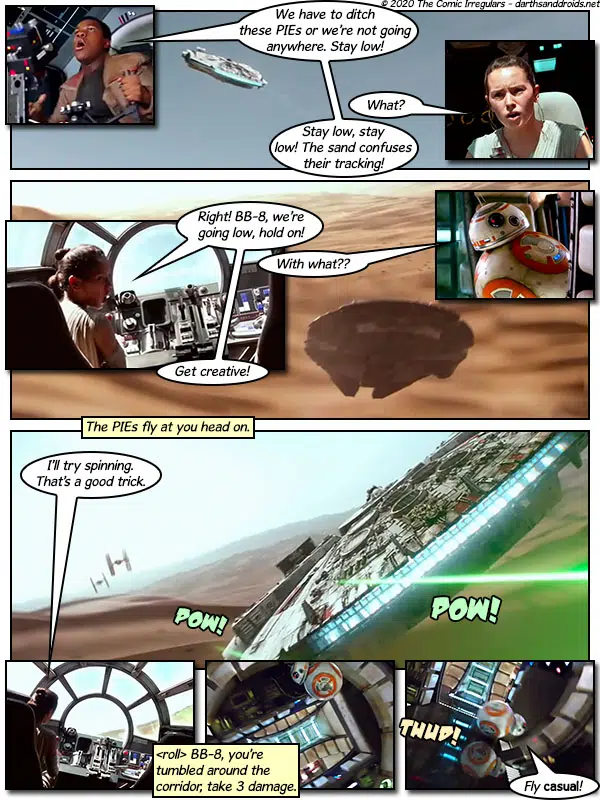 © 2020 The Comic Irregulars - darthsanddroids.net
We have to ditch
these PIEs or we're not going
anywhere. Stay low!
What?
Stay low, stay
low! The sand confuses
their tracking!
Right! BB-8, we're
going low, hold on!
With what??
Get creative!
The PIEs fly at you head on.
I'll try spinning.
That's a good trick.
POW!
POW!
<roll> BB-8, you're
tumbled around the
corridor, take 3 damage.
THUD!
Fly casual!